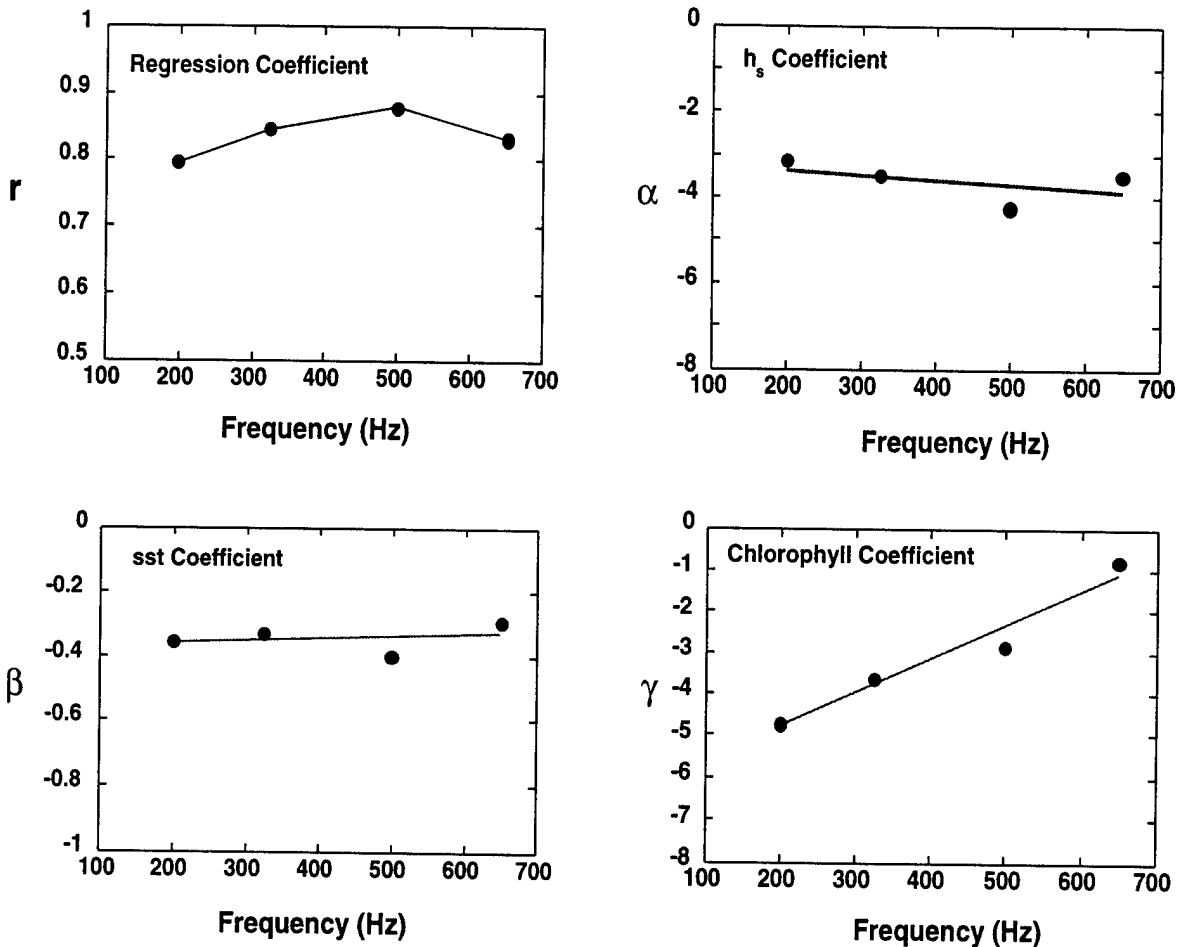 Regression Coefficient
r
1
0.9
0.8
0.7
0.6
0.5
100 200 300 400 500 600 700
Frequency (Hz)
hs Coefficient
α
0
-2
-4
-6
-8
100 200 300 400 500 600 700
Frequency (Hz)
sst Coefficient
β
0
-0.2
-0.4
-0.6
-0.8
-1
100 200 300 400 500 600 700
Frequency (Hz)
Chlorophyll Coefficient
γ
0
-1
-2
-3
-4
-5
-6
-7
-8
100 200 300 400 500 600 700
Frequency (Hz)